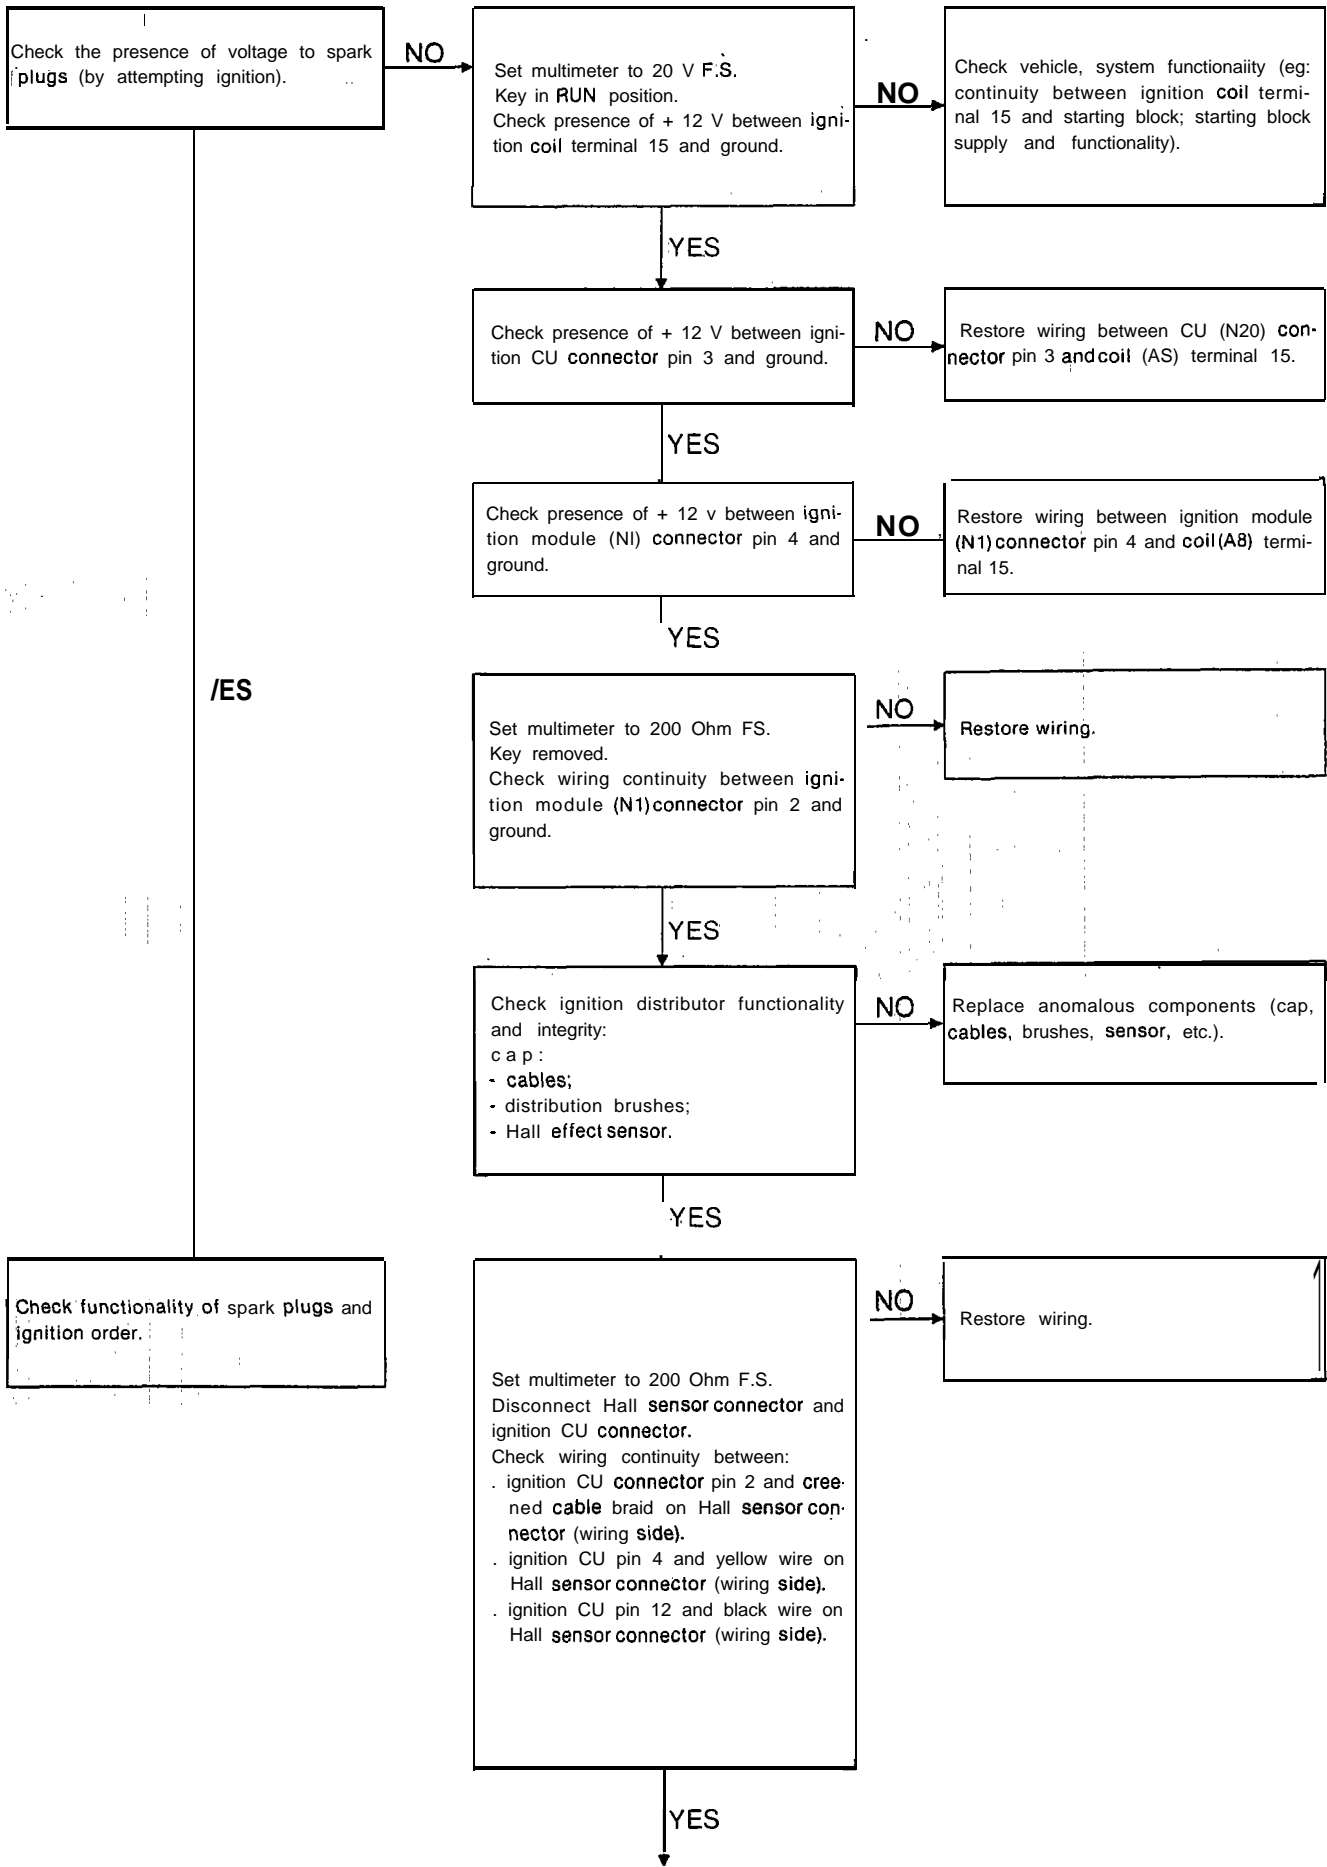 Check the presence of voltage to spark
plugs (by attempting ignition).
NO
Set multimeter to 20 V F.S.
Key in RUN position.
Check presence of + 12 V between igni-
tion coil terminal 15 and ground.
NO
Check vehicle, system functionaiity (eg:
continuity between ignition coil termi-
nal 15 and starting block; starting block
supply and functionality).
YES
Check presence of + 12 V between igni-
tion CU connector pin 3 and ground.
NO
Restore wiring between CU (N20) con-
nector pin 3 and coil (AS) terminal 15.
YES
Check presence of + 12 v between igni-
tion module (NI) connector pin 4 and
ground.
NO
Restore wiring between ignition module
(N1) connector pin 4 and coil (A8) termi-
nal 15.
YES
/ES
Set multimeter to 200 Ohm FS.
Key removed.
Check wiring continuity between igni-
tion module (N1) connector pin 2 and
ground.
NO
Restore wiring.
YES
Check ignition distributor functionality
and integrity:
cap:
- cables;
- distribution brushes;
- Hall effect sensor.
NO
Replace anomalous components (cap,
cables, brushes, sensor, etc.).
YES
Check functionality of spark plugs and
ignition order.
Set multimeter to 200 Ohm F.S.
Disconnect Hall sensor connector and
ignition CU connector.
Check wiring continuity between:
. ignition CU connector pin 2 and cree-
ned cable braid on Hall sensor con-
nector (wiring side).
. ignition CU pin 4 and yellow wire on
Hall sensor connector (wiring side).
. ignition CU pin 12 and black wire on
Hall sensor connector (wiring side).
NO
Restore wiring.
YES